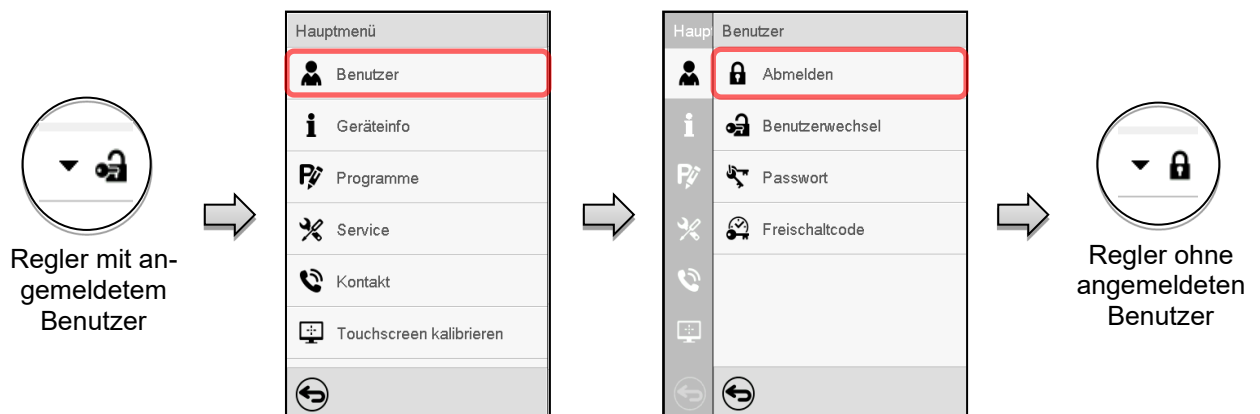 Regler mit an-
gemeldetem
Benutzer
Hauptmenü
Benutzer
Geräteinfo
Programme
Service
Kontakt
Touchscreen kalibrieren
Haup
Benutzer
Abmelden
Benutzerwechsel
Passwort
Freischaltcode
Regler ohne
angemeldeten
Benutzer